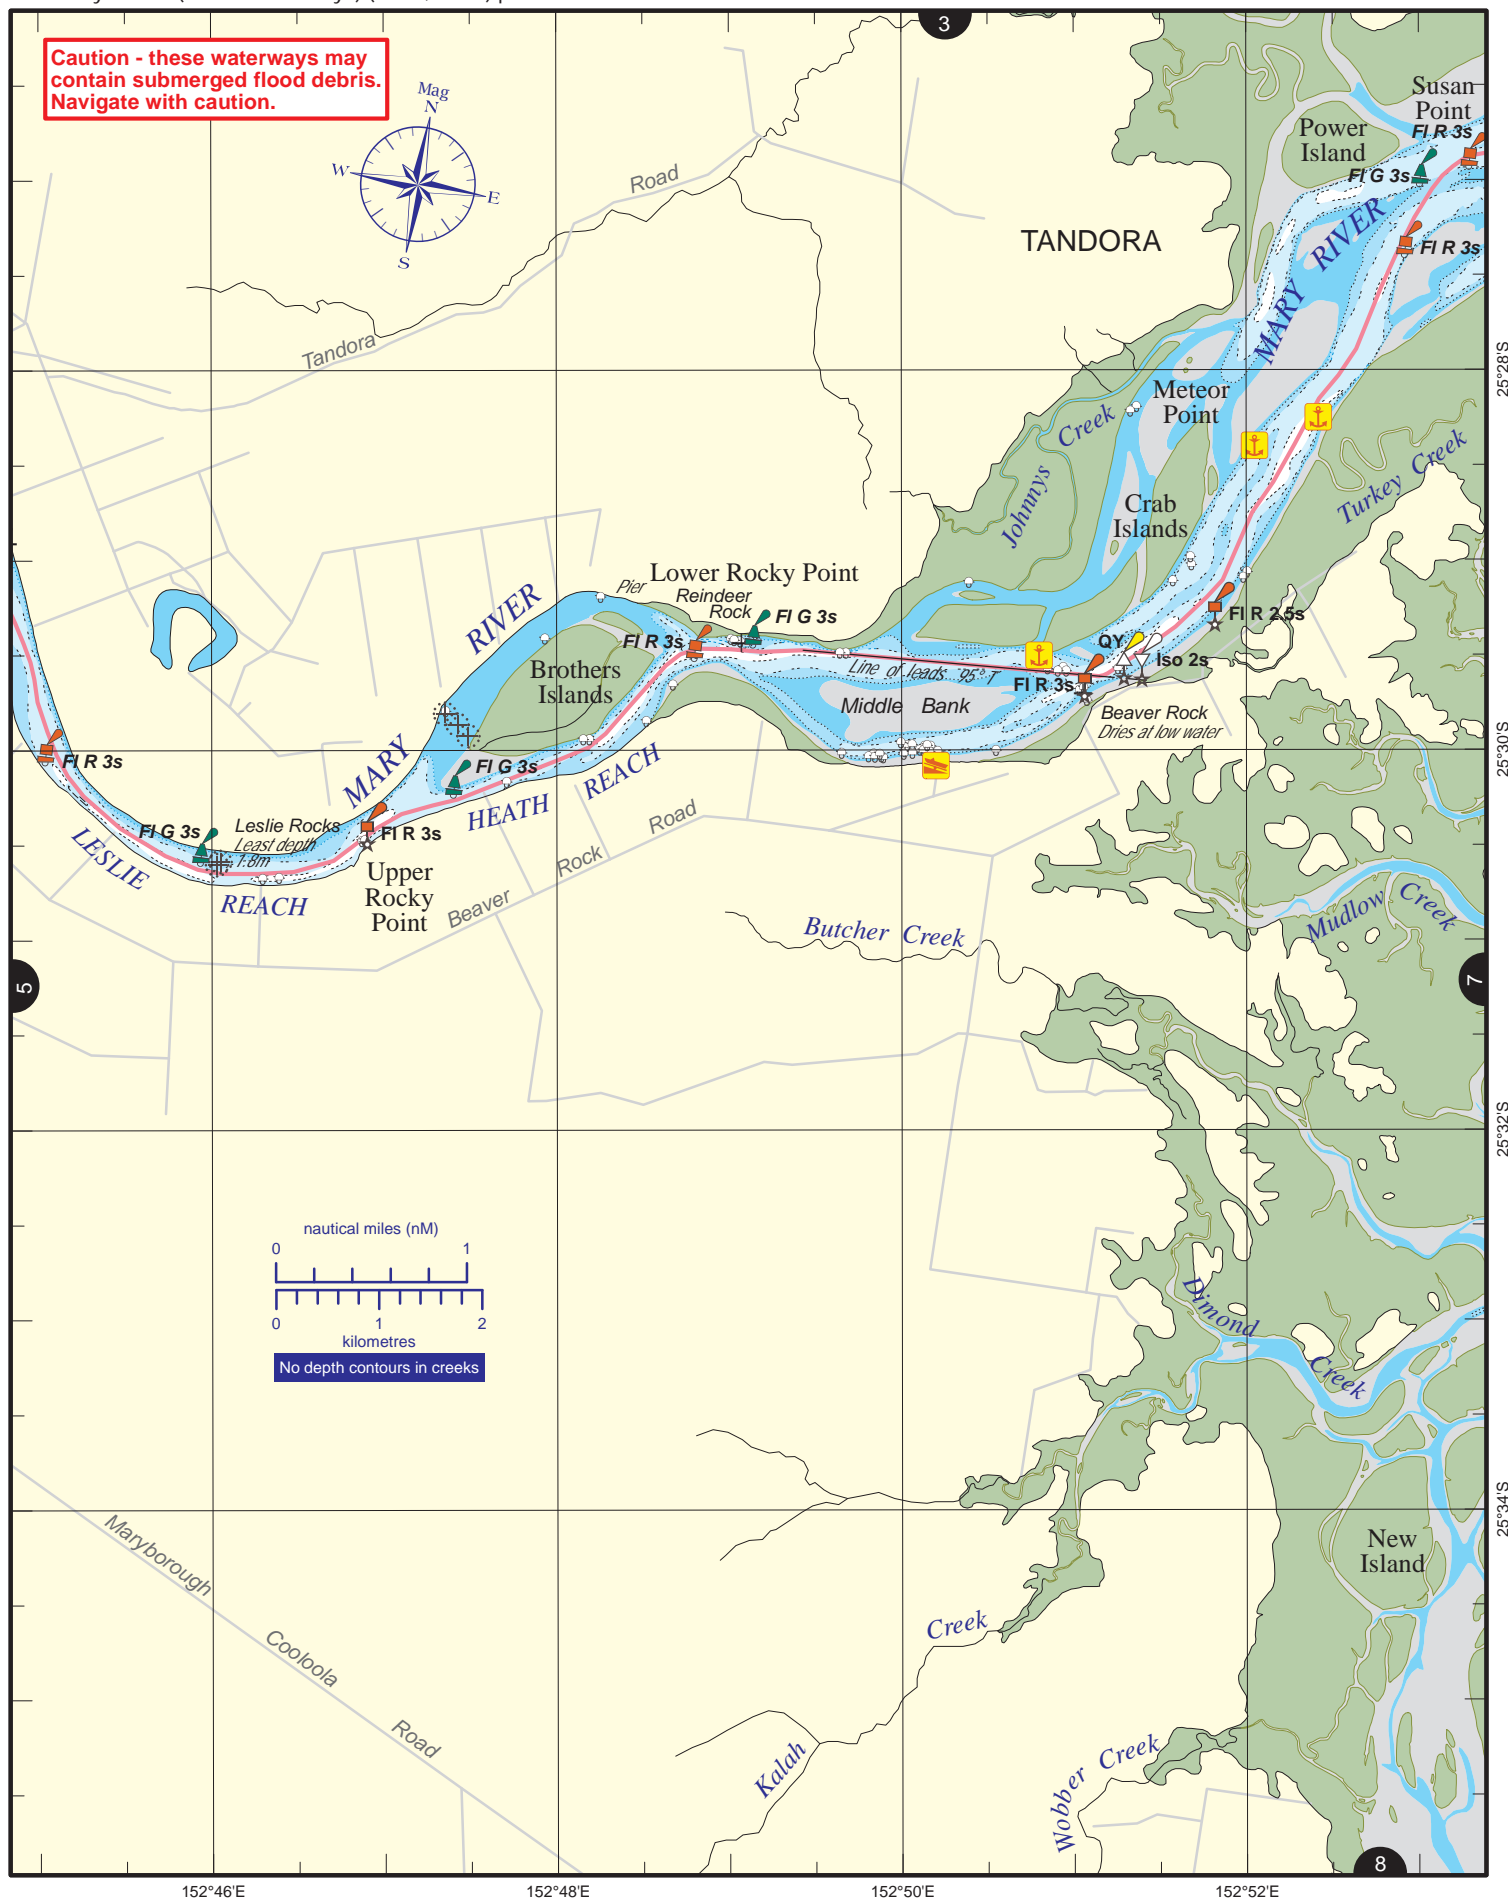 3
Caution - these waterways may
contain submerged flood debris.
Navigate with caution.
Mag
N
W
E
S
Susan
Point
Fl R 3s
Power
Island
Fl G 3s
Fl R 3s
MARY RIVER
TANDORA
Road
Tandora
25°28'S
Meteor
Point
Johnnys Creek
Crab
Islands
Turkey Creek
Lower Rocky Point
Pier
Reindeer
Rock
Fl G 3s
Fl R 3s
RIVER
MARY
Brothers
Islands
Line of leads 95° T
Middle Bank
QY
Iso 2s
Fl R 2.5s
Fl R 3s
Beaver Rock
Dries at low water
25°30'S
Fl R 3s
Fl G 3s
HEATH REACH
Fl G 3s
Leslie Rocks
Least depth
1.8m
Fl R 3s
LESLIE REACH
Upper
Rocky
Point
Beaver Rock Road
Butcher Creek
Mudlow Creek
5
7
25°32'S
nautical miles (nM)
0 1
0 1 2
kilometres
No depth contours in creeks
Dimond Creek
25°34'S
New
Island
Maryborough Cooloola Road
Kalah Creek
Wobber Creek
8
152°46'E
152°48'E
152°50'E
152°52'E